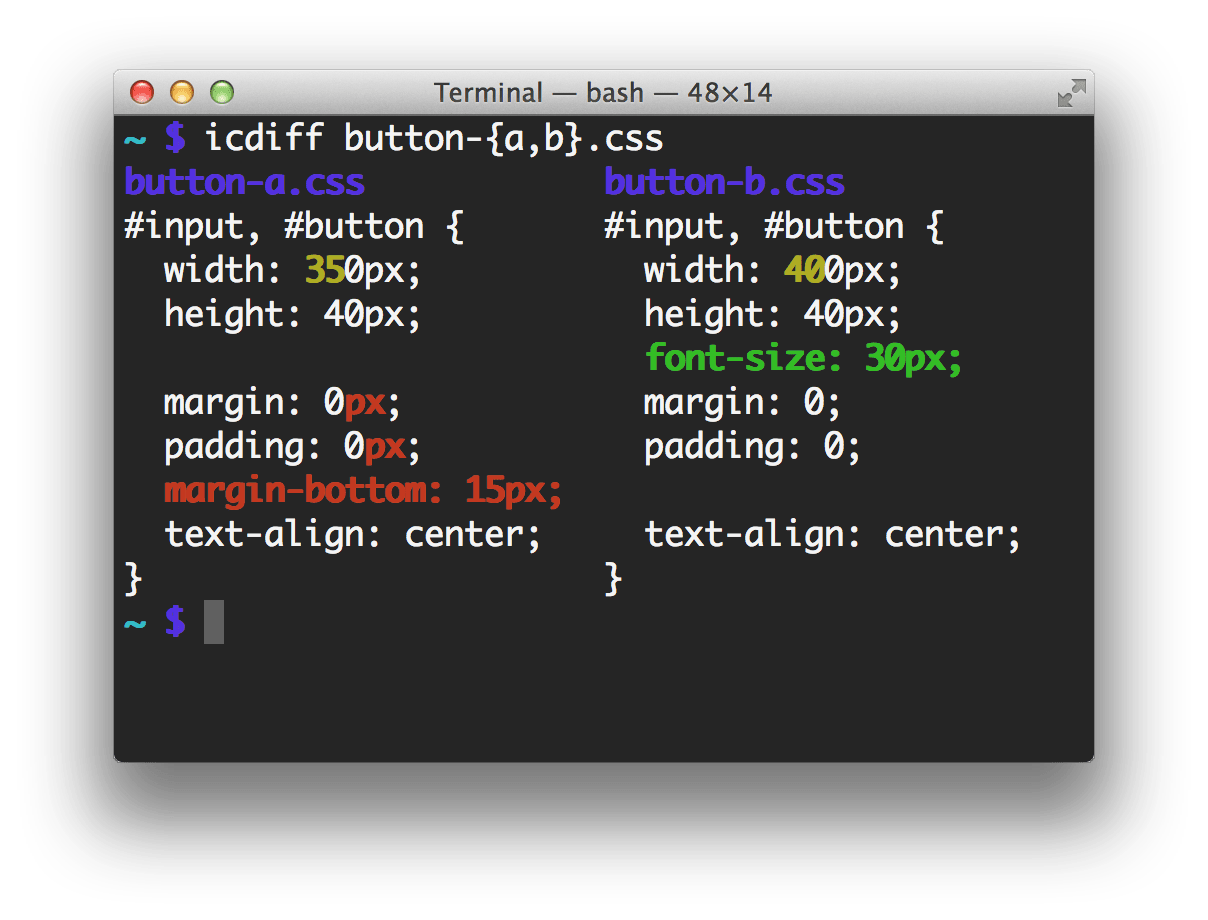 Terminal — bash — 48×14
~ $ icdiff button-{a,b}.css
button-a.css            button-b.css
#input, #button {       #input, #button {
  width: 350px;           width: 400px;
  height: 40px;           height: 40px;
                          font-size: 30px;
  margin: 0px;            margin: 0;
  padding: 0px;           padding: 0;
  margin-bottom: 15px;
  text-align: center;     text-align: center;
}                       }
~ $